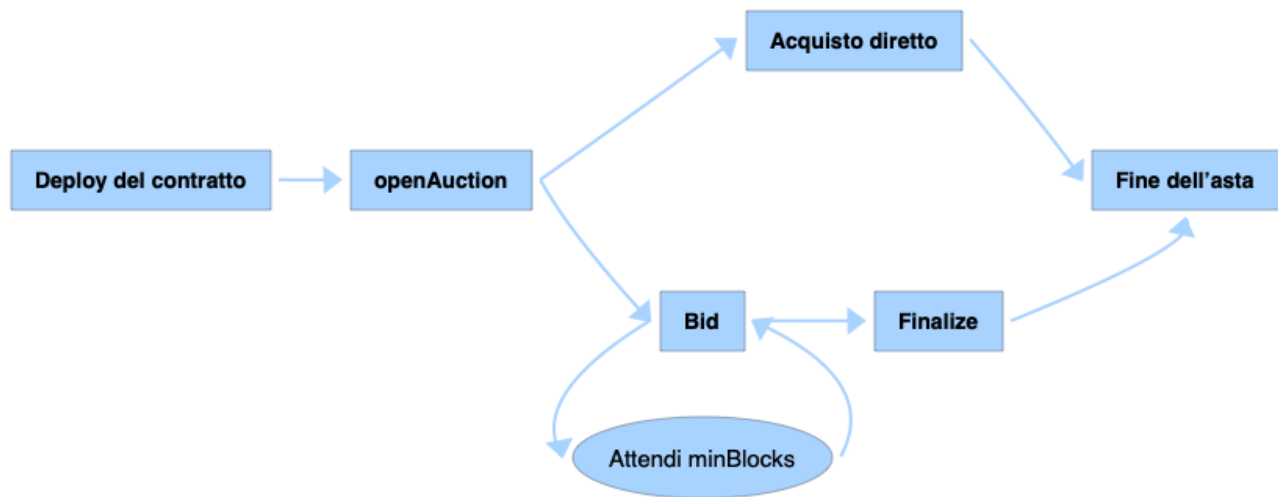 Acquisto diretto
Deploy del contratto
openAuction
Fine dell’asta
Bid
Finalize
Attendi minBlocks